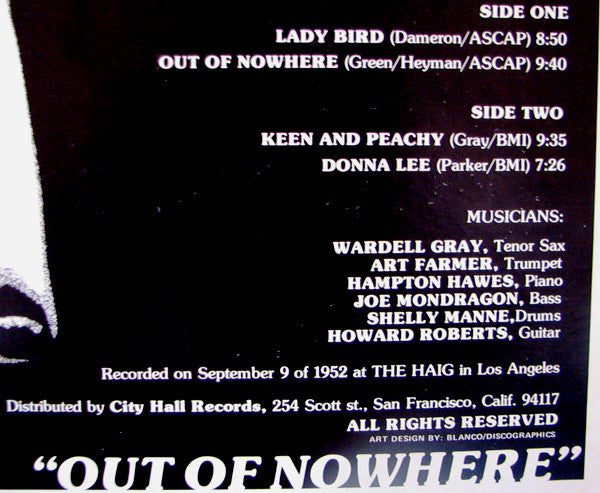 SIDE ONE
LADY BIRD (Dameron/ASCAP) 8:50
OUT OF NOWHERE (Green/Heyman/ASCAP) 9:40
SIDE TWO
KEEN AND PEACHY (Gray/BMI) 9:35
DONNA LEE (Parker/BMI) 7:26
MUSICIANS:
WARDELL GRAY, Tenor Sax
ART FARMER, Trumpet
HAMPTON HAWES, Piano
JOE MONDRAGON, Bass
SHELLY MANNE,Drums
HOWARD ROBERTS, Guitar
Recorded on September 9 of 1952 at THE HAIG in Los Angeles
Distributed by City Hall Records, 254 Scott st., San Francisco, Calif. 94117
ALL RIGHTS RESERVED
ART DESIGN BY: BLANCO/DISCOGRAPHICS
“OUT OF NOWHERE”